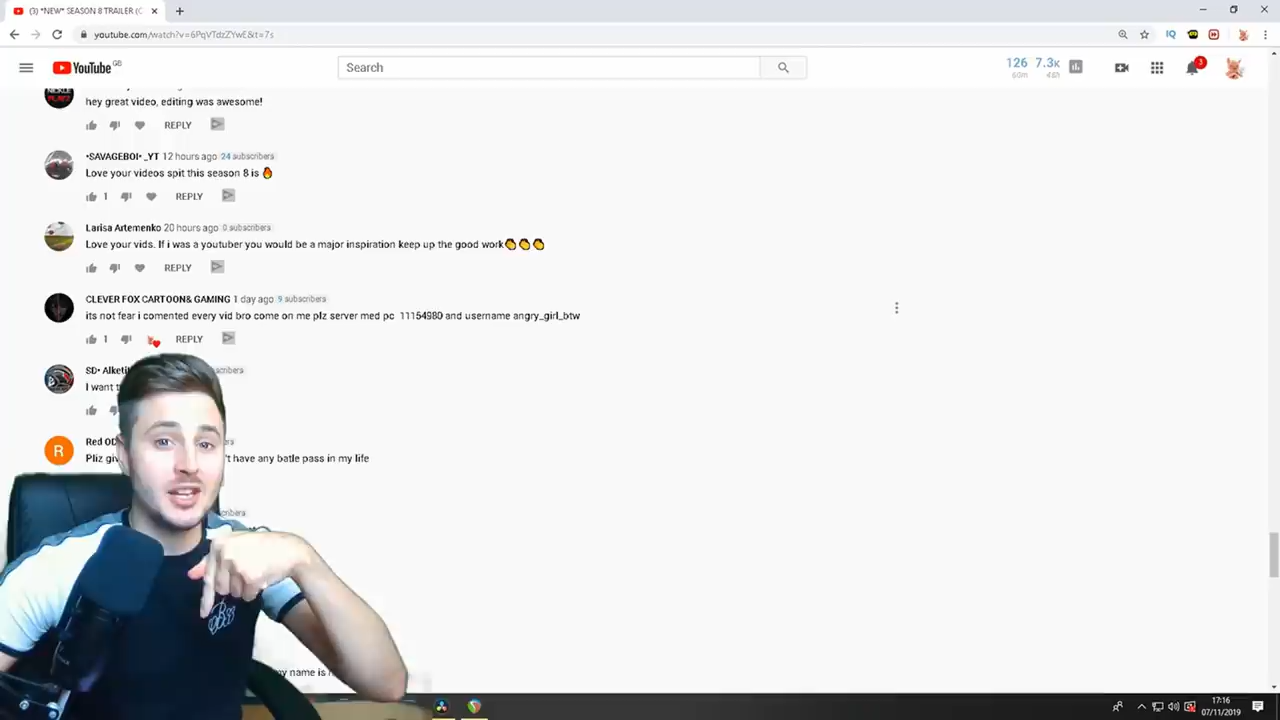 (3) *NEW* SEASON 8 TRAILER (C
youtube.com/watch?v=6PqVTdzZYwE&t=7s
IQ
YouTube GB
Search
126 7.3K
60m 48h
3
hey great video, editing was awesome!
REPLY
•SAVAGEBOI• _YT 12 hours ago 24 subscribers
Love your videos spit this season 8 is 🔥
1 REPLY
Larisa Artemenko 20 hours ago 0 subscribers
Love your vids. If i was a youtuber you would be a major inspiration keep up the good work👏👏👏
REPLY
CLEVER FOX CARTOON& GAMING 1 day ago 9 subscribers
its not fear i comented every vid bro come on me plz server med pc 11154980 and username angry_girl_btw
1 REPLY
SD• Alketi
I want
R
Red OD
Pliz giv 't have any batle pass in my life
my name is
17:16
07/11/2019